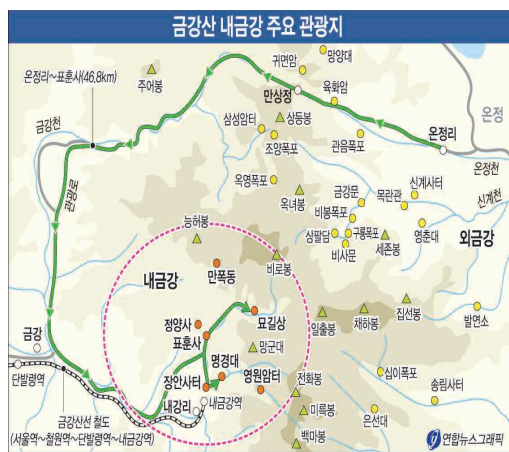 금강산 내금강 주요 관광지
귀면암
망양대
주어봉
온정리~표훈사(46.8km)
만상정
육화암
상등봉
삼성암터
온정
금강천
조양폭포
관음폭포
온정리
온정천
옥영폭포
신계사터
금강문
목란관
신계천
관광로
옥녀봉
비봉폭포
능허봉
상팔담
구룡폭포
영춘대
비사문
세존봉
외금강
비로봉
내금강
만폭동
묘길상
정양사
일출봉
채하봉
집선봉
발연소
표훈사
금강
망군대
명경대
단발령역
장안사터
영원암터
전화봉
십이폭포
내금강역
송림사터
내강리
금강산선 철도
(서울역~철원역~단발령역~내금강역)
미륵봉
은선대
백마봉
연합뉴스그래픽